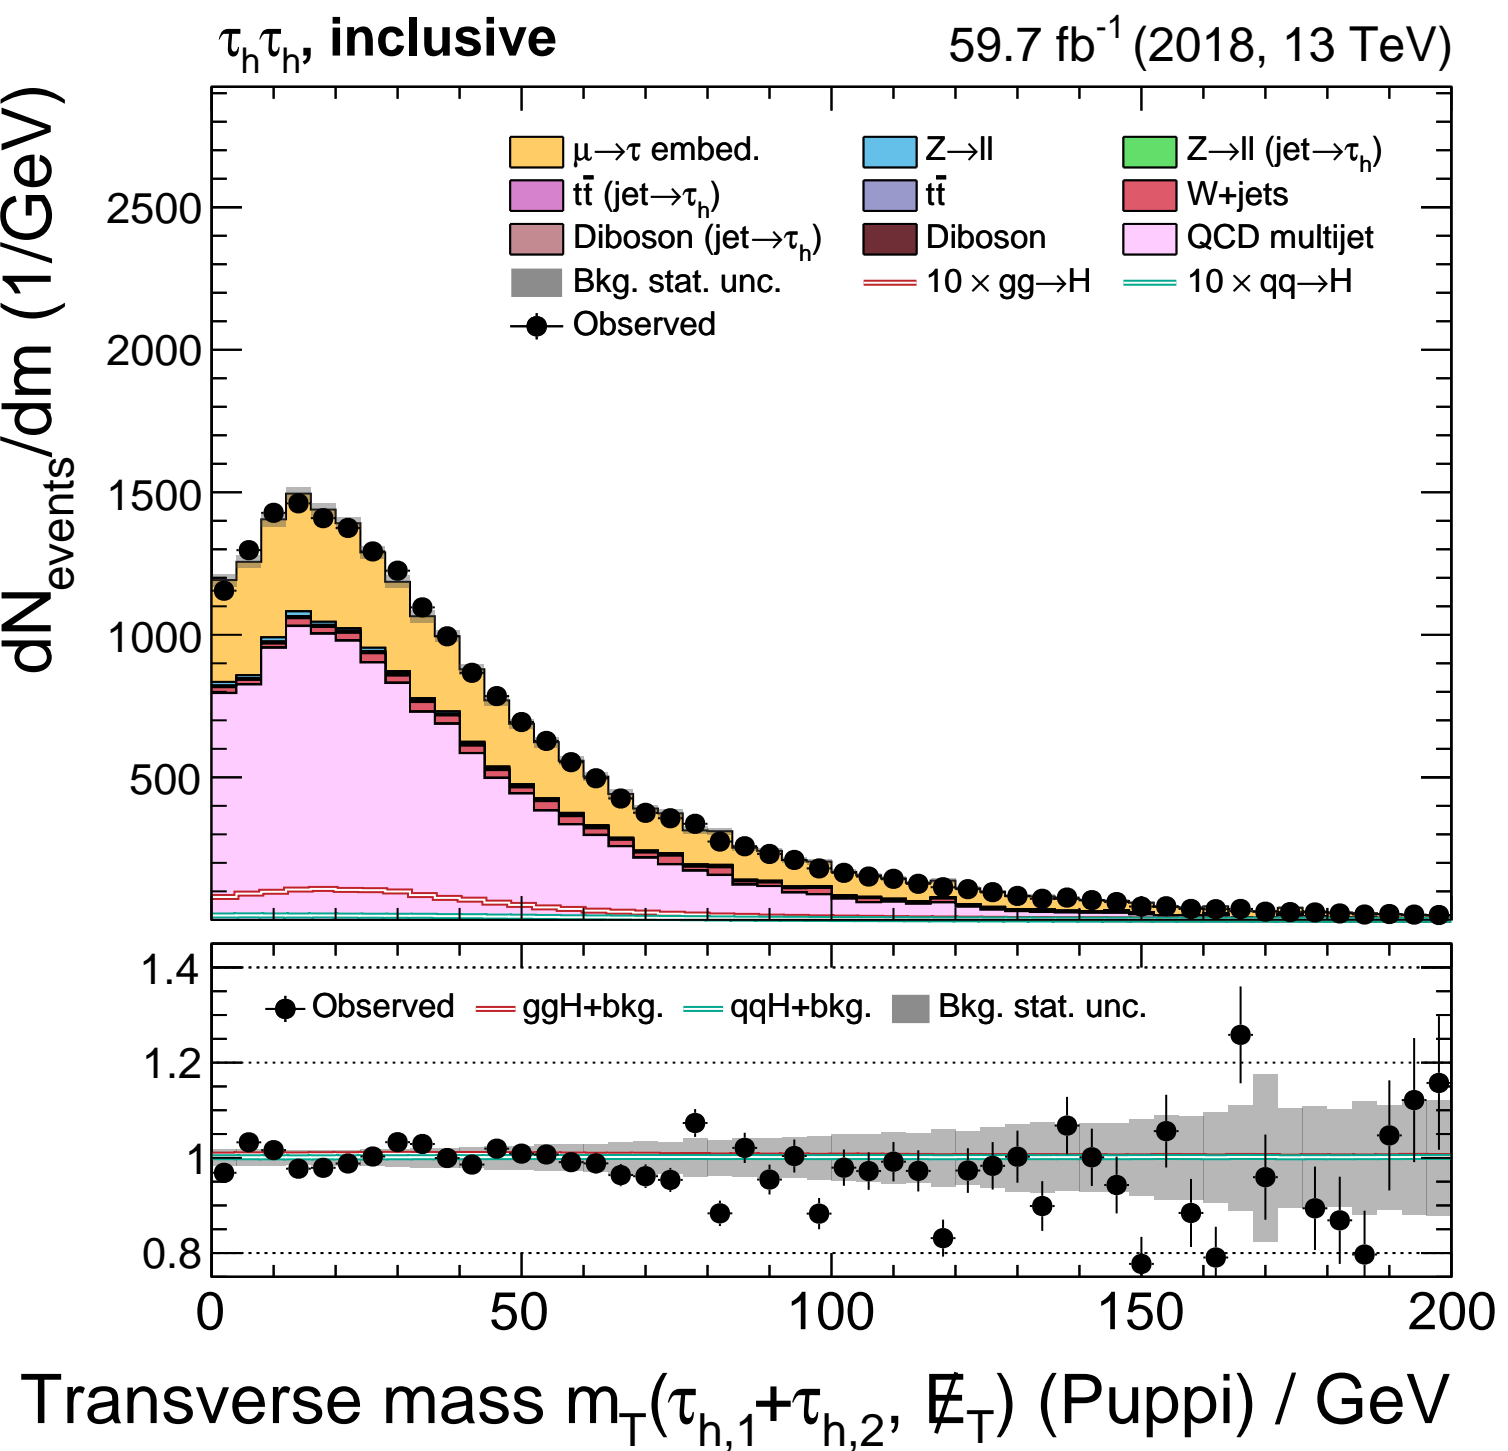 τhτh, inclusive 59.7 fb-1 (2018, 13 TeV)
dNevents/dm (1/GeV)
μ→τ embed. Z→ll Z→ll (jet→τh)
tt̄ (jet→τh) tt̄ W+jets
Diboson (jet→τh) Diboson QCD multijet
Bkg. stat. unc. 10 × gg→H 10 × qq→H
Observed
2500
2000
1500
1000
500
1.4
Observed ggH+bkg. qqH+bkg. Bkg. stat. unc.
1.2
1
0.8
0 50 100 150 200
Transverse mass mT(τh,1+τh,2, E̸T) (Puppi) / GeV